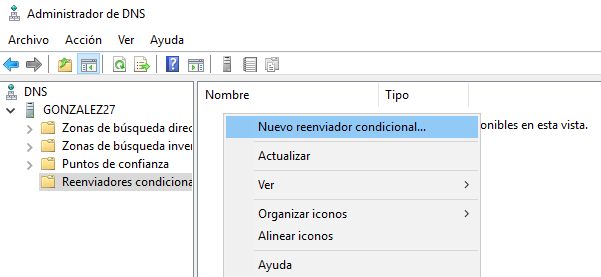 Administrador de DNS
Archivo Acción Ver Ayuda
DNS
GONZALEZ27
Zonas de búsqueda direc
Zonas de búsqueda inver
Puntos de confianza
Reenviadores condiciona
Nombre Tipo
onibles en esta vista.
Nuevo reenviador condicional...
Actualizar
Ver
Organizar iconos
Alinear iconos
Ayuda